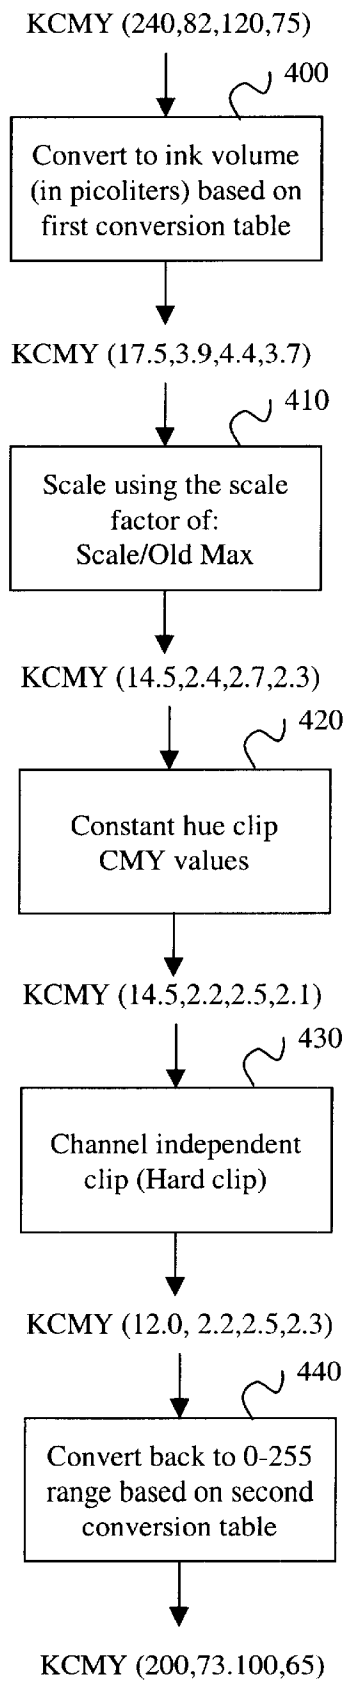 KCMY (240,82,120,75)
400
Convert to ink volume
(in picoliters) based on
first conversion table
KCMY (17.5,3.9,4.4,3.7)
410
Scale using the scale
factor of:
Scale/Old Max
KCMY (14.5,2.4,2.7,2.3)
420
Constant hue clip
CMY values
KCMY (14.5,2.2,2.5,2.1)
430
Channel independent
clip (Hard clip)
KCMY (12.0, 2.2,2.5,2.3)
440
Convert back to 0-255
range based on second
conversion table
KCMY (200,73.100,65)